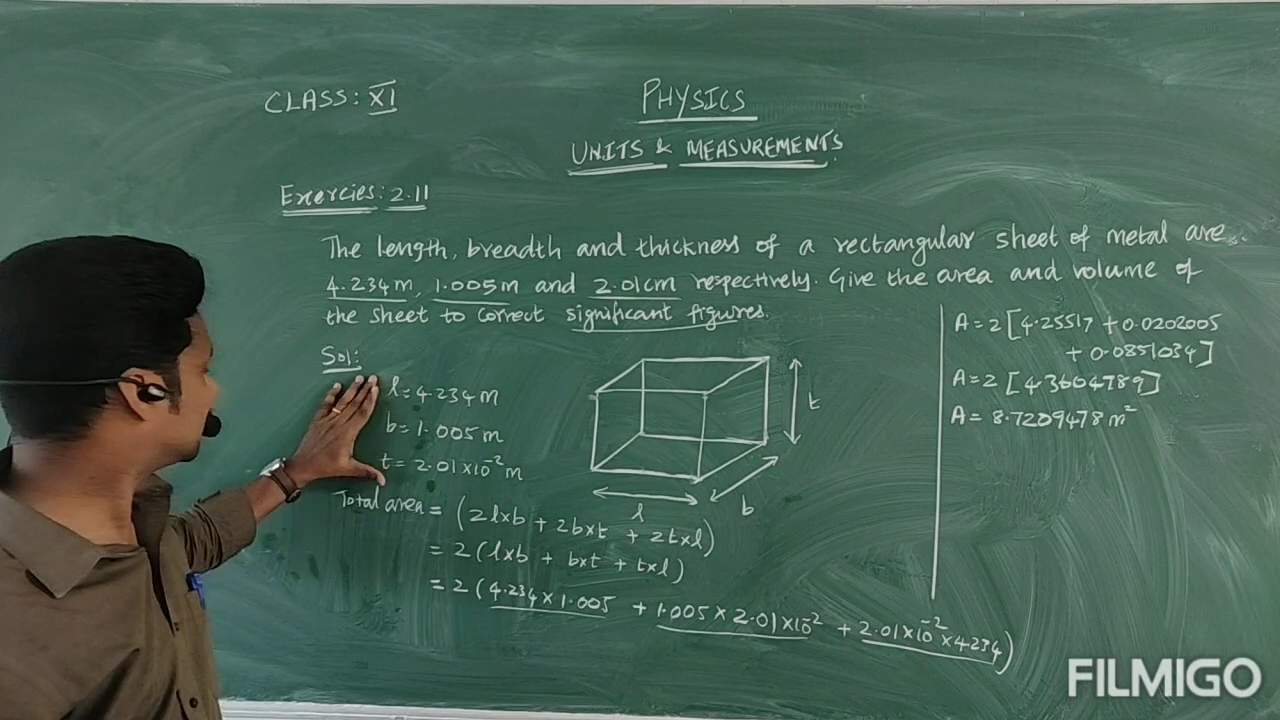 CLASS: XI
PHYSICS
UNITS & MEASUREMENTS
Exercies: 2.11
The length, breadth and thickness of a rectangular sheet of metal are
4.234m, 1.005m and 2.01cm respectively. Give the area and volume of
the sheet to correct significant figures.
Sol:
l = 4.234 m
b = 1.005 m
t = 2.01×10⁻² m
Total area = (2l×b + 2b×t + 2t×l)
= 2(l×b + b×t + t×l)
= 2(4.234×1.005 + 1.005×2.01×10⁻² + 2.01×10⁻²×4.234)
t
l
b
A = 2[4.25517 + 0.0202005
+ 0.0851034]
A = 2[4.3604789]
A = 8.7209478 m²
FILMIGO